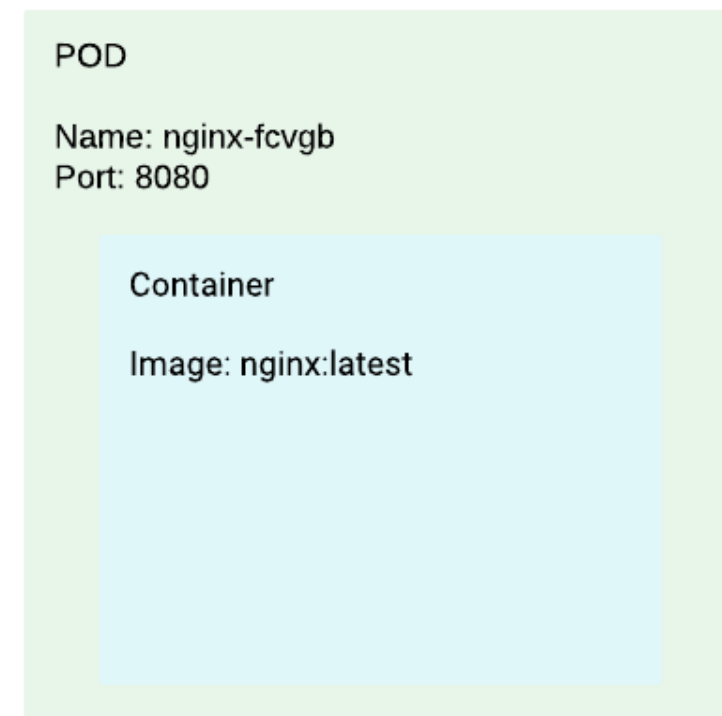 POD
Name: nginx-fcvgb
Port: 8080
Container
Image: nginx:latest